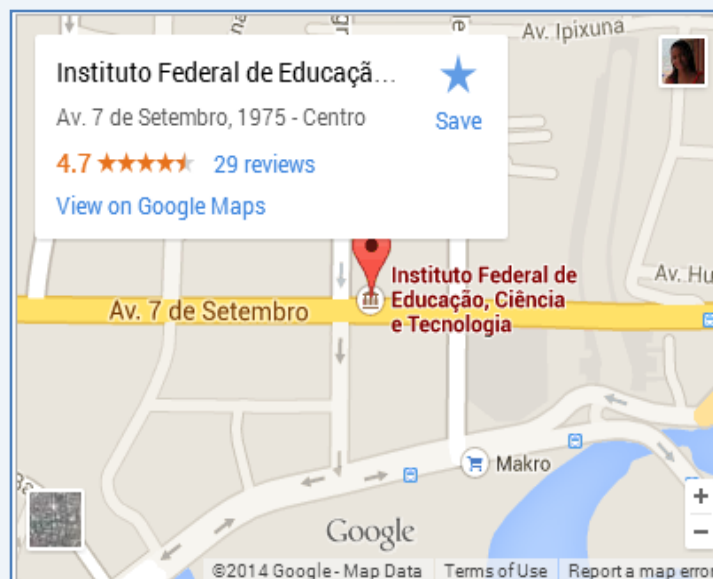 Av. Ipixuna
Instituto Federal de Educaçã...
Save
Av. 7 de Setembro, 1975 - Centro
4.7
29 reviews
View on Google Maps
Instituto Federal de
Educação, Ciência
e Tecnologia
Av. Hu
Av. 7 de Setembro
Makro
+
−
Google
©2014 Google - Map Data
Terms of Use
Report a map error